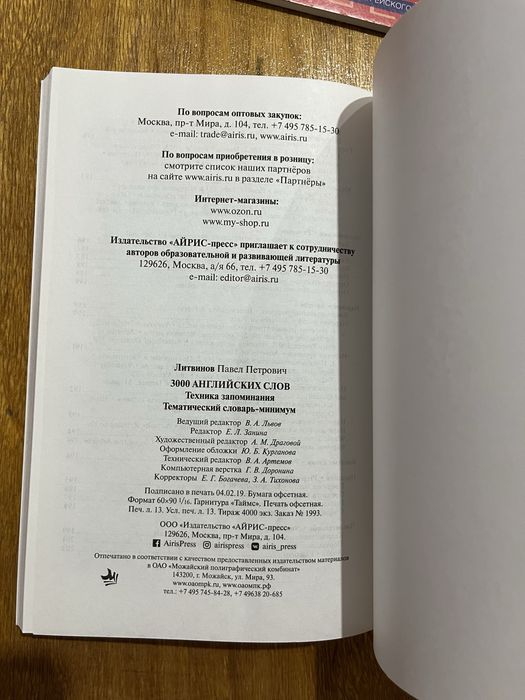 ЕЙСКОГО
По вопросам оптовых закупок:
Москва, пр-т Мира, д. 104, тел. +7 495 785-15-30
e-mail: trade@airis.ru, www.airis.ru
По вопросам приобретения в розницу:
смотрите список наших партнёров
на сайте www.airis.ru в разделе «Партнёры»
Интернет-магазины:
www.ozon.ru
www.my-shop.ru
Издательство «АЙРИС-пресс» приглашает к сотрудничеству
авторов образовательной и развивающей литературы
129626, Москва, а/я 66, тел. +7 495 785-15-30
e-mail: editor@airis.ru
Литвинов Павел Петрович
3000 АНГЛИЙСКИХ СЛОВ
Техника запоминания
Тематический словарь-минимум
Ведущий редактор В. А. Львов
Редактор Е. Л. Занина
Художественный редактор А. М. Драговой
Оформление обложки Ю. Б. Курганова
Технический редактор В. А. Артемов
Компьютерная верстка Г. В. Доронина
Корректоры Е. Г. Богачева, З. А. Тихонова
Подписано в печать 04.02.19. Бумага офсетная.
Формат 60×90 1/16. Гарнитура «Таймс». Печать офсетная.
Печ. л. 13. Усл. печ. л. 13. Тираж 4000 экз. Заказ № 1993.
ООО «Издательство «АЙРИС-пресс»
129626, Москва, пр-т Мира, д. 104.
AirisPress airispress airis_press
Отпечатано в соответствии с качеством предоставленных издательством материалов
в ОАО «Можайский полиграфический комбинат»
143200, г. Можайск, ул. Мира, 93.
www.oaompk.ru, www.оаомпк.рф
тел.: +7 495 745-84-28, +7 49638 20-685